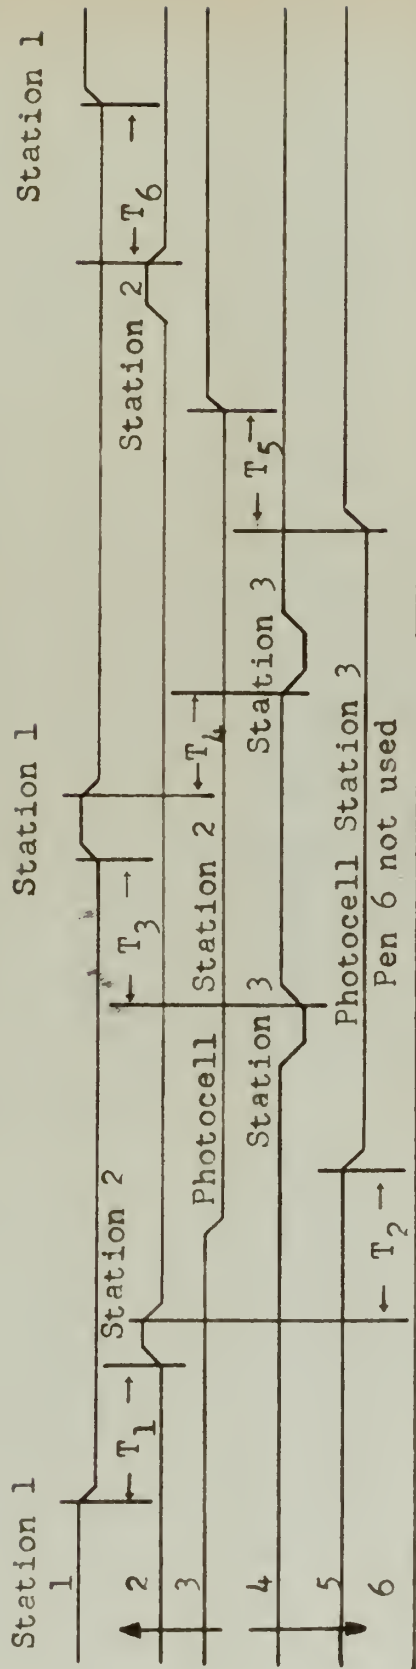 Station 1
Station 1
Station 1
1
Station 2
Station 2
2
T1
T3
T6
3
Photocell Station 2
T4
4
Station 3
Station 3
T5
5
Photocell Station 3
T2
6
Pen 6 not used